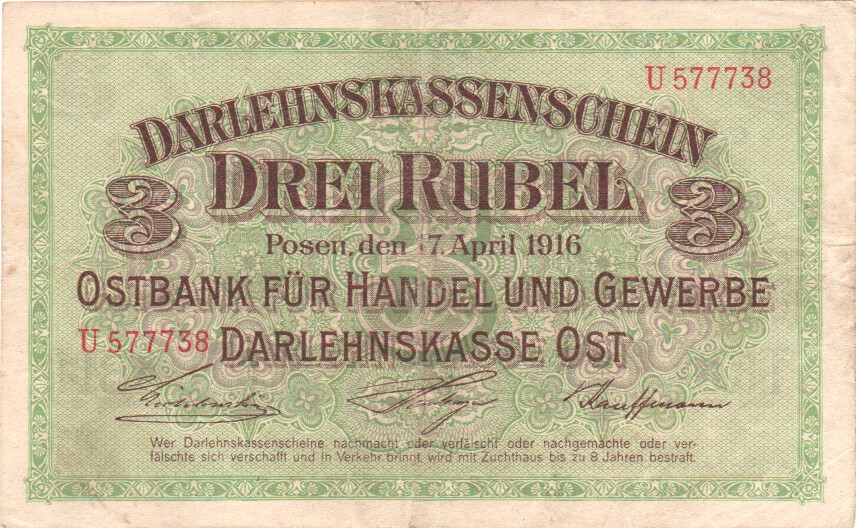 U 577738
DARLEHNSKASSENSCHEIN
3 DREI RUBEL 3
Posen, den 17. April 1916
OSTBANK FÜR HANDEL UND GEWERBE
U 577738 DARLEHNSKASSE OST
Kauffmann
Wer Darlehnskassenscheine nachmacht oder verfälscht oder nachgemachte oder ver-
fälschte sich verschafft und in Verkehr bringt, wird mit Zuchthaus bis zu 8 Jahren bestraft.